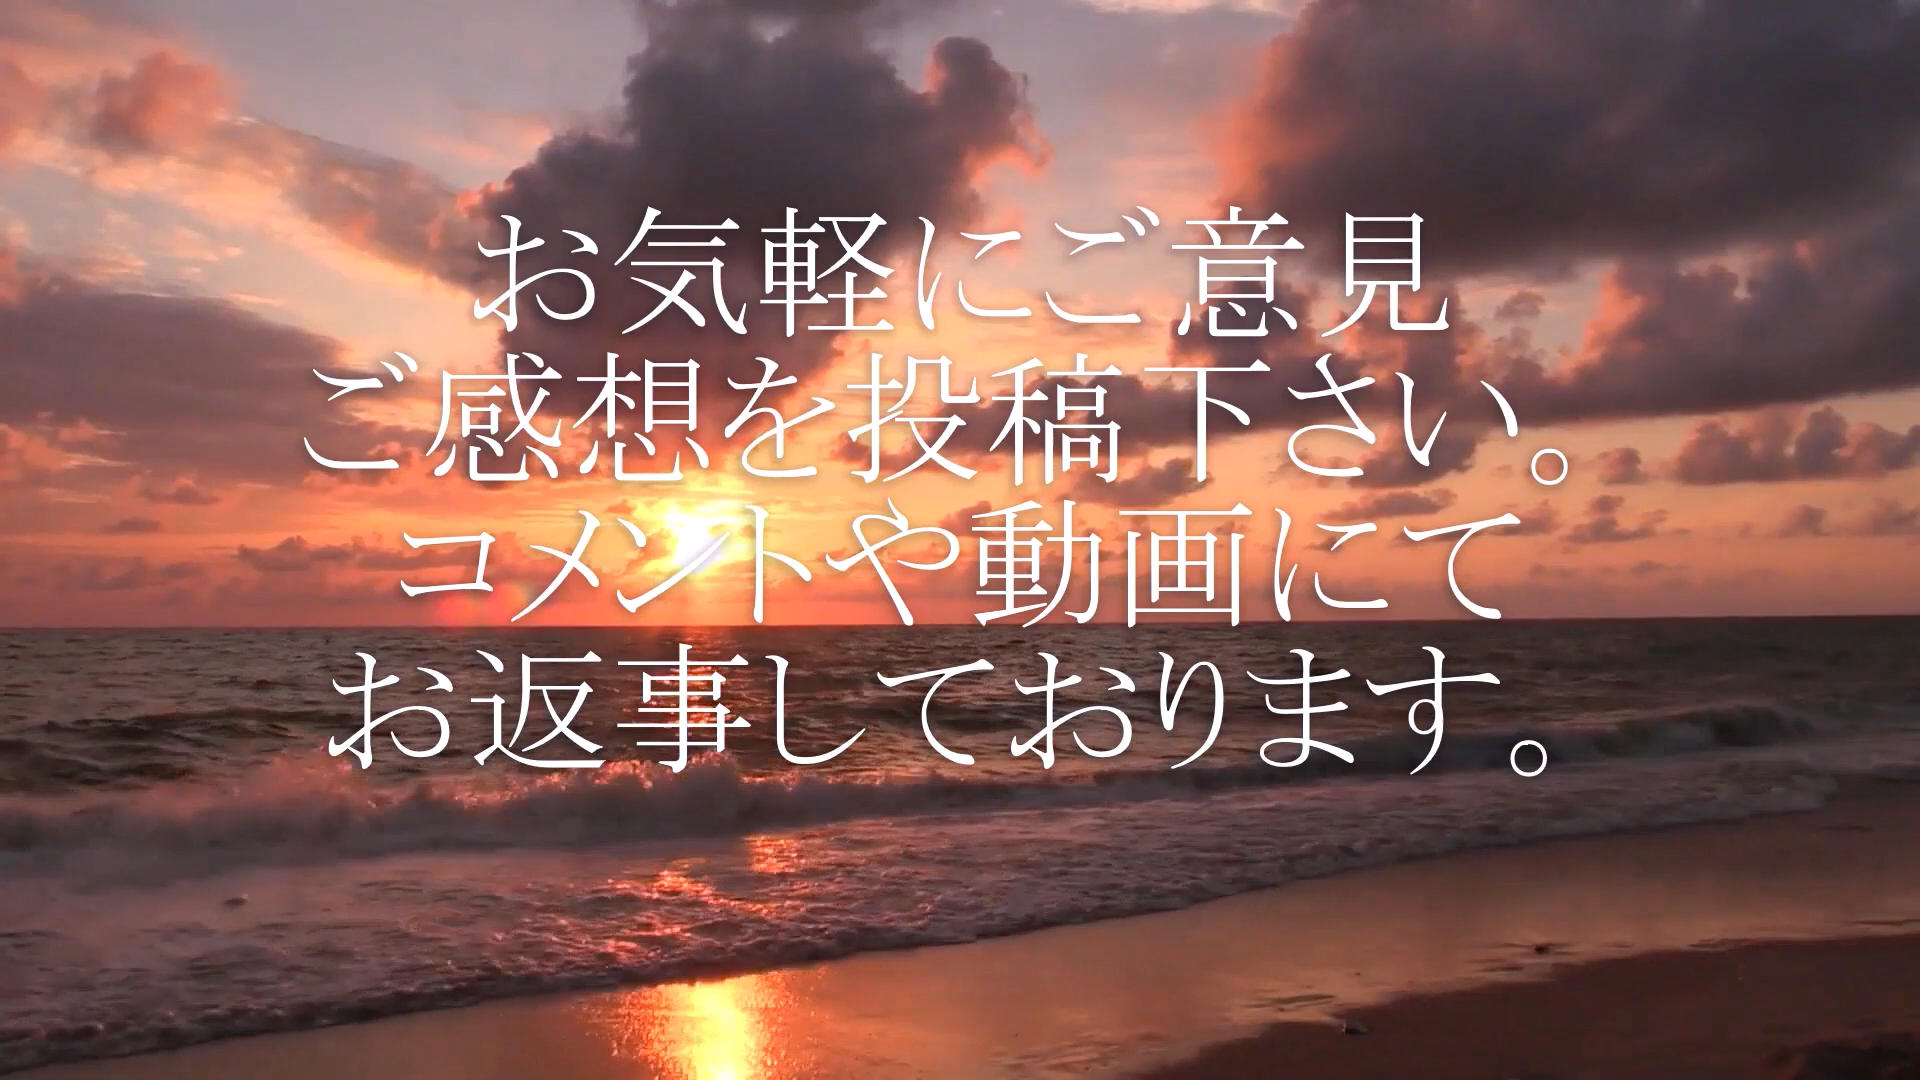 お気軽にご意見
ご感想を投稿下さい。
コメントや動画にて
お返事しております。